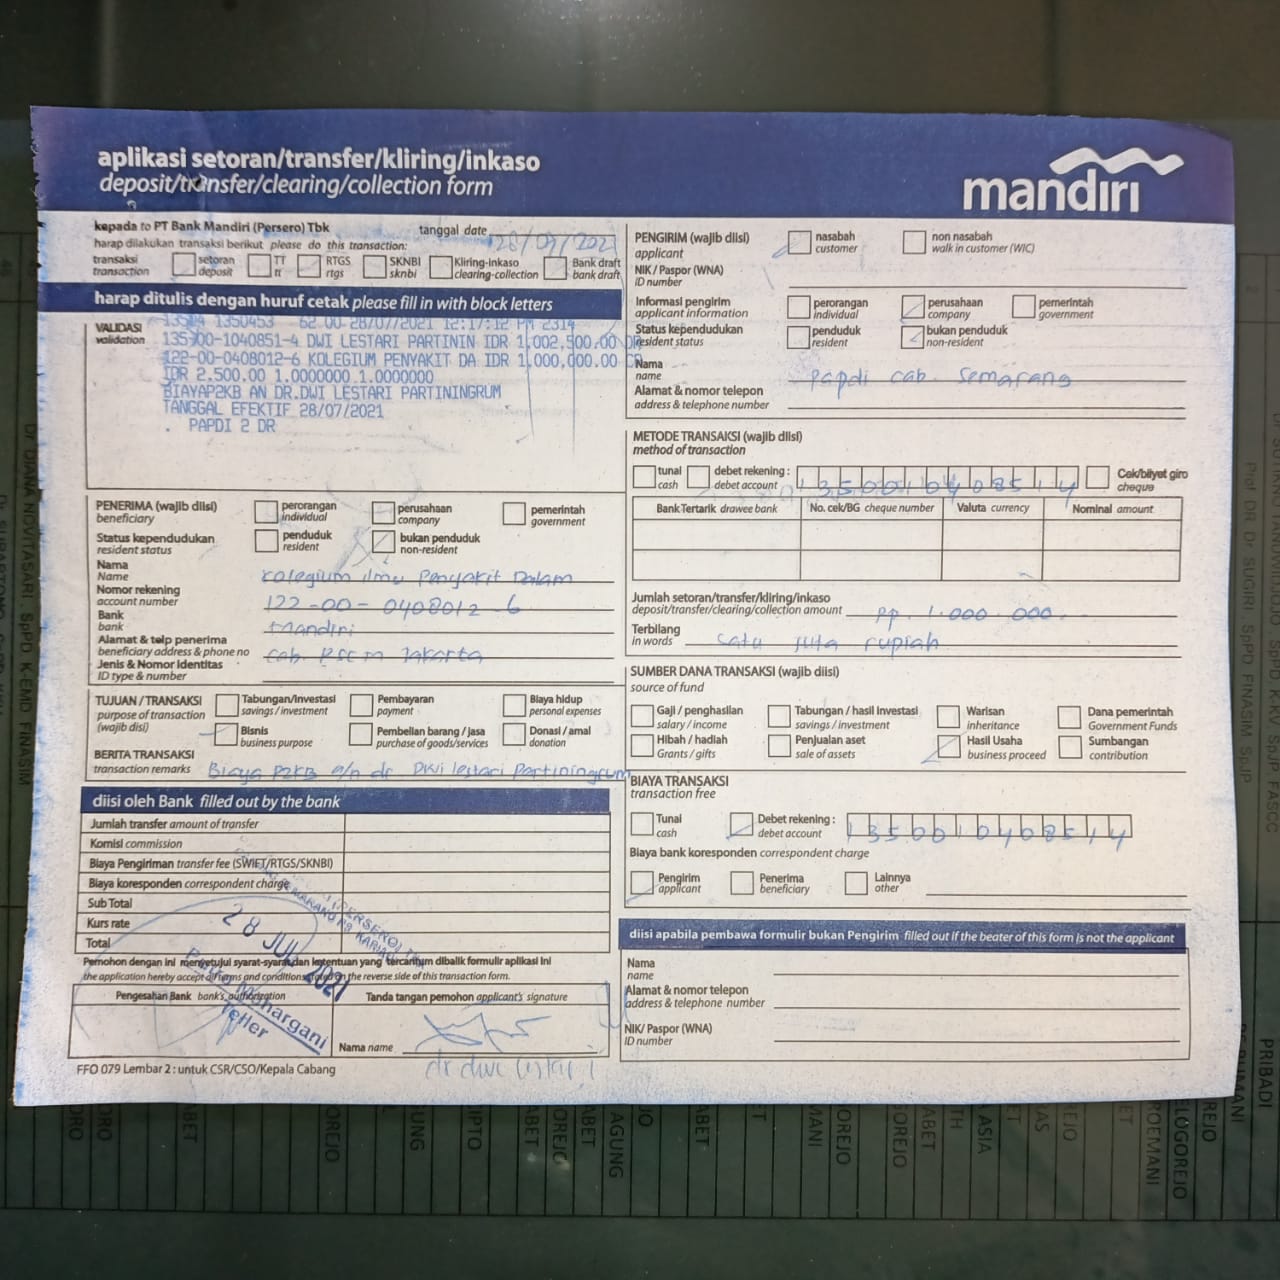 aplikasi setoran/transfer/kliring/inkaso
deposit/transfer/clearing/collection form
mandiri
kepada to PT Bank Mandiri (Persero) Tbk
tanggal date 28/07/2021
harap dilakukan transaksi berikut please do this transaction:
transaksi transaction
setoran deposit
TT tt
RTGS rtgs
SKNBI sknbi
Kliring-inkaso clearing-collection
Bank draft bank draft
harap ditulis dengan huruf cetak please fill in with block letters
VALIDASI validation
1350453 62.00 28/07/2021 12:17:12 PM 2314
135-00-1040851-4 DWI LESTARI PARTININ IDR 1,002,500.00 DR
122-00-0408012-6 KOLEGIUM PENYAKIT DA IDR 1,000,000.00 CR
IDR 2.500.00 1.0000000 1.0000000
BIAYAP2KB AN DR.DWI LESTARI PARTININGRUM
TANGGAL EFEKTIF 28/07/2021
. PAPDI 2 DR
PENERIMA (wajib diisi)
beneficiary
perorangan individual
perusahaan company
pemerintah government
Status kependudukan
resident status
penduduk resident
bukan penduduk non-resident
Nama
Name Kolegium ilmu Penyakit Dalam
Nomor rekening
account number 122-00-0408012-6
Bank
bank Mandiri
Alamat & telp penerima
beneficiary address & phone no cab. RSCM Jakarta
Jenis & Nomor Identitas
ID type & number
TUJUAN / TRANSAKSI
purpose of transaction
(wajib disi)
Tabungan/Investasi savings / investment
Pembayaran payment
Biaya hidup personal expenses
Bisnis business purpose
Pembelian barang / jasa purchase of goods/services
Donasi / amal donation
BERITA TRANSAKSI
transaction remarks Biaya P2KB a/n dr Dwi lestari Partiningrum
diisi oleh Bank filled out by the bank
Jumlah transfer amount of transfer
Komisi commission
Biaya Pengiriman transfer fee (SWIFT/RTGS/SKNBI)
Biaya koresponden correspondent charge
Sub Total
Kurs rate
Total
28 JUL 2021
Teller
Pemohon dengan ini menyetujui syarat-syarat dan ketentuan yang tercantum dibalik formulir aplikasi ini
the application hereby accept al terms and conditions stated on the reverse side of this transaction form.
Pengesahan Bank bank's authorization
Tanda tangan pemohon applicant's signature
Nama name dr dwi lestari
FFO 079 Lembar 2 : untuk CSR/CSO/Kepala Cabang
PENGIRIM (wajib diisi)
applicant
nasabah customer
non nasabah walk in customer (WIC)
NIK / Paspor (WNA)
ID number
Informasi pengirim
applicant information
perorangan individual
perusahaan company
pemerintah government
Status kependudukan
resident status
penduduk resident
bukan penduduk non-resident
Nama
name Papdi cab. Semarang
Alamat & nomor telepon
address & telephone number
METODE TRANSAKSI (wajib diisi)
method of transaction
tunai cash
debet rekening : debet account 1350010408514
Cek/bilyet giro cheque
Bank Tertarik drawee bank
No. cek/BG cheque number
Valuta currency
Nominal amount
Jumlah setoran/transfer/kliring/inkaso
deposit/transfer/clearing/collection amount Rp. 1.000.000
Terbilang
in words satu juta rupiah
SUMBER DANA TRANSAKSI (wajib diisi)
source of fund
Gaji / penghasilan salary / income
Tabungan / hasil Investasi savings / investment
Warisan inheritance
Dana pemerintah Government Funds
Hibah / hadiah Grants / gifts
Penjualan aset sale of assets
Hasil Usaha business proceed
Sumbangan contribution
BIAYA TRANSAKSI
transaction free
Tunai cash
Debet rekening : debet account 1350010408514
Biaya bank koresponden correspondent charge
Pengirim applicant
Penerima beneficiary
Lainnya other
diisi apabila pembawa formulir bukan Pengirim filled out if the beater of this form is not the applicant
Nama
name
Alamat & nomor telepon
address & telephone number
NIK/ Paspor (WNA)
ID number